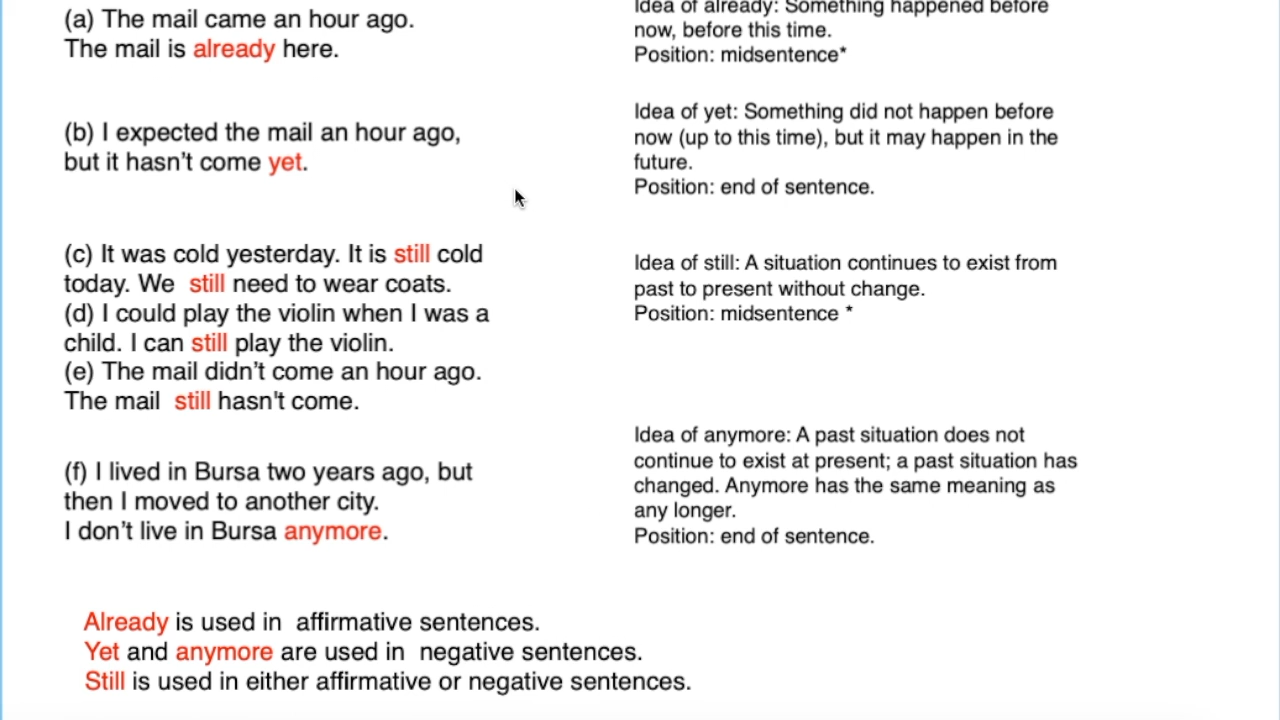 (a) The mail came an hour ago.
The mail is already here.
Idea of already: Something happened before
now, before this time.
Position: midsentence*
(b) I expected the mail an hour ago,
but it hasn’t come yet.
Idea of yet: Something did not happen before
now (up to this time), but it may happen in the
future.
Position: end of sentence.
(c) It was cold yesterday. It is still cold
today. We  still need to wear coats.
(d) I could play the violin when I was a
child. I can still play the violin.
(e) The mail didn’t come an hour ago.
The mail  still hasn't come.
Idea of still: A situation continues to exist from
past to present without change.
Position: midsentence *
(f) I lived in Bursa two years ago, but
then I moved to another city.
I don’t live in Bursa anymore.
Idea of anymore: A past situation does not
continue to exist at present; a past situation has
changed. Anymore has the same meaning as
any longer.
Position: end of sentence.
Already is used in  affirmative sentences.
Yet and anymore are used in  negative sentences.
Still is used in either affirmative or negative sentences.